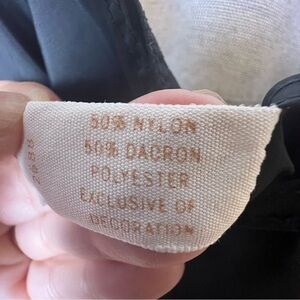 50% NYLON
50% DACRON
POLYESTER
EXCLUSIVE OF
DECORATION